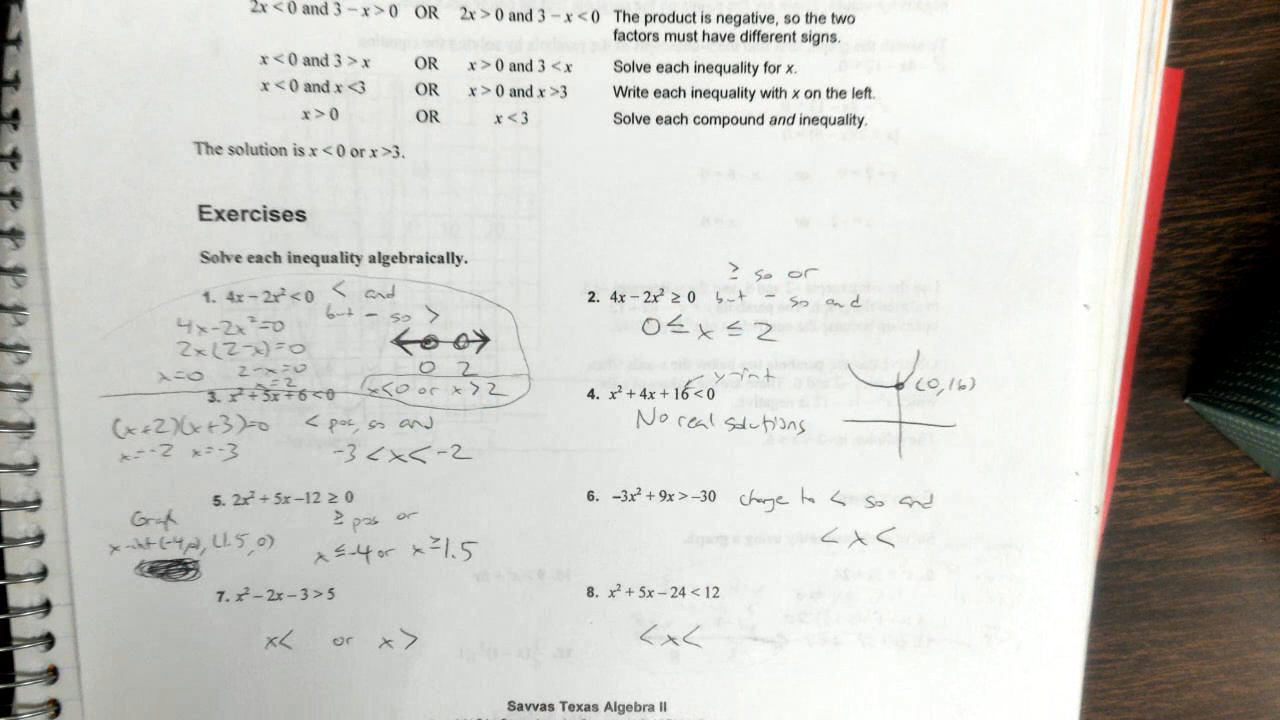 2x < 0 and 3 – x > 0 OR 2x > 0 and 3 – x < 0 The product is negative, so the two
factors must have different signs.
x < 0 and 3 > x OR x > 0 and 3 < x Solve each inequality for x.
x < 0 and x <3 OR x > 0 and x >3 Write each inequality with x on the left.
x > 0 OR x < 3 Solve each compound and inequality.
The solution is x < 0 or x >3.
Exercises
Solve each inequality algebraically.
1. 4x – 2x² < 0 < and
but – so >
4x-2x²=0
2x(2-x)=0
x=0 2-x=0
x=2
0 2
x<0 or x>2
2. 4x – 2x² ≥ 0
≥ so or
but – so and
0 ≤ x ≤ 2
3. x² + 5x + 6 < 0
(x+2)(x+3)=0 < pos, so and
x=-2 x=-3 -3 < x < -2
4. x² + 4x + 16 < 0
← y-int
(0,16)
No real solutions
5. 2x² + 5x – 12 ≥ 0
≥ pos or
Graph
x-int (-4,0), (1.5,0)
x ≤ -4 or x ≥ 1.5
6. –3x² + 9x > –30 change to < so and
< x <
7. x² – 2x – 3 > 5
x< or x >
8. x² + 5x – 24 < 12
< x <
Savvas Texas Algebra II